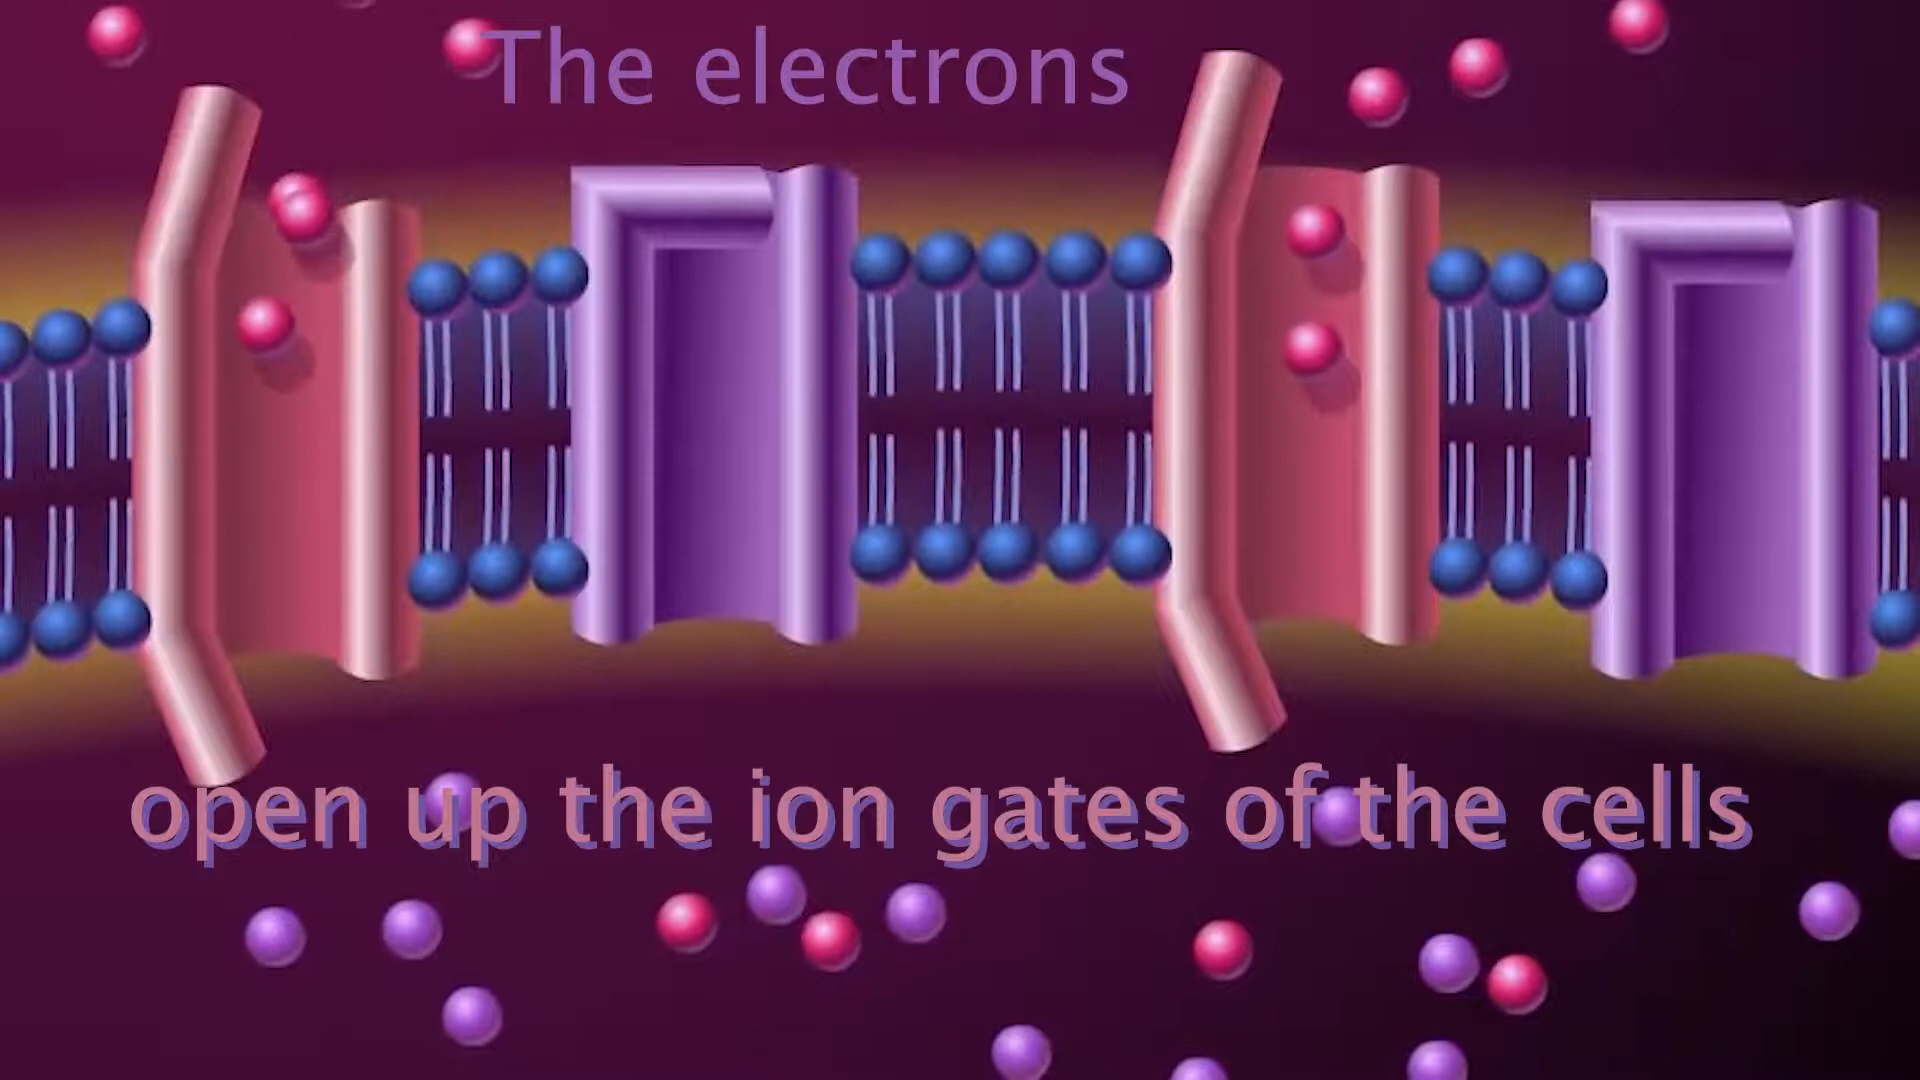 The electrons
open up the ion gates of the cells